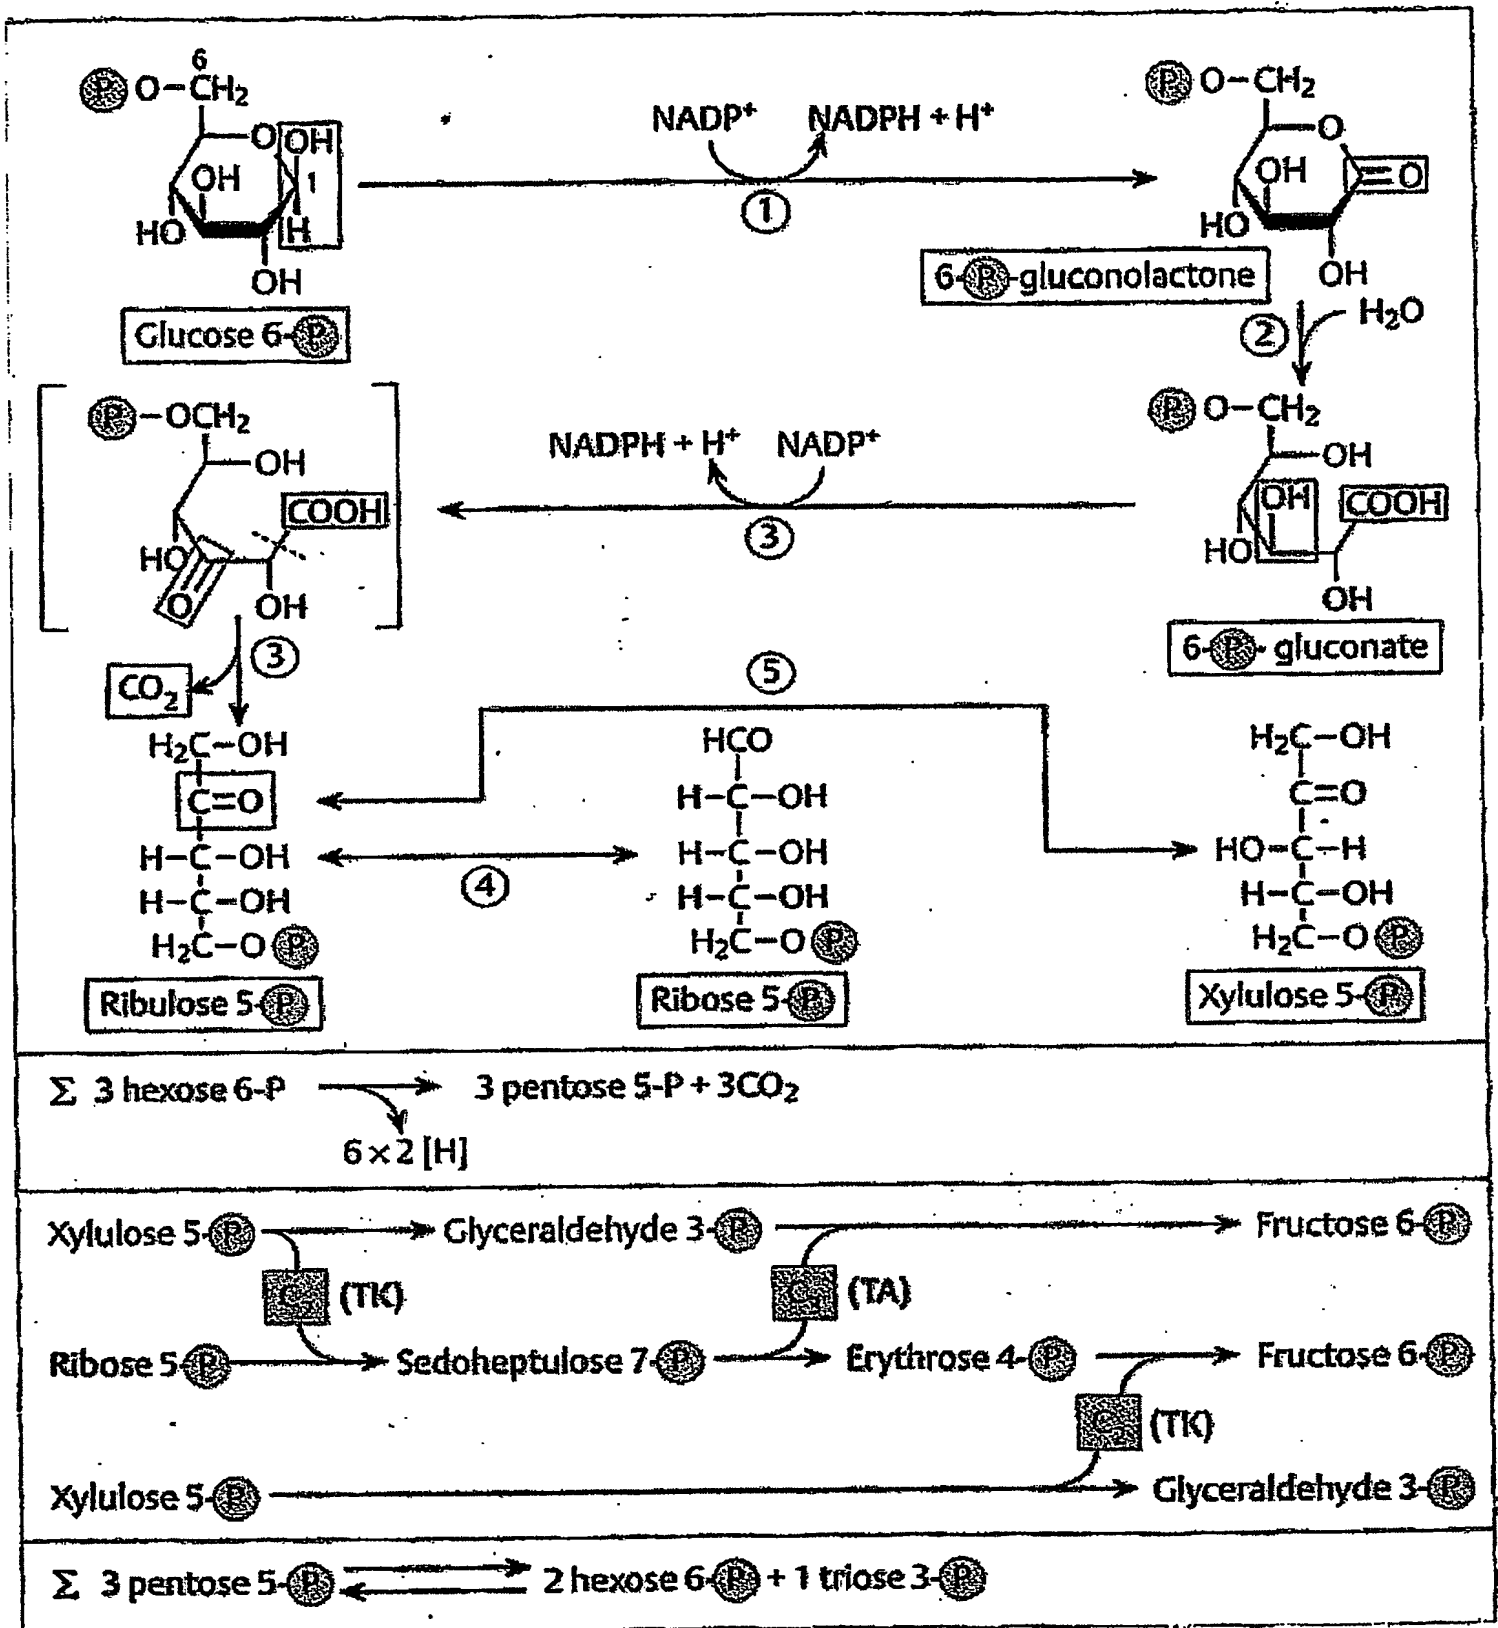 6
P O-CH2
O OH
OH 1
HO H
OH
Glucose 6-P
NADP+ NADPH + H+
1
P O-CH2
O
OH =O
HO
OH
6-P-gluconolactone
2 H2O
P-OCH2
OH
COOH
HO
O OH
NADPH + H+ NADP+
3
P O-CH2
OH
OH COOH
HO
OH
6-P-gluconate
3
CO2
5
H2C-OH
C=O
H-C-OH
H-C-OH
H2C-O P
Ribulose 5-P
4
HCO
H-C-OH
H-C-OH
H-C-OH
H2C-O P
Ribose 5-P
H2C-OH
C=O
HO-C-H
H-C-OH
H2C-O P
Xylulose 5-P
Σ 3 hexose 6-P 3 pentose 5-P + 3CO2
6 × 2 [H]
Xylulose 5-P Glyceraldehyde 3-P Fructose 6-P
(TK) (TA)
Ribose 5-P Sedoheptulose 7-P Erythrose 4-P Fructose 6-P
(TK)
Xylulose 5-P Glyceraldehyde 3-P
Σ 3 pentose 5-P 2 hexose 6-P + 1 triose 3-P